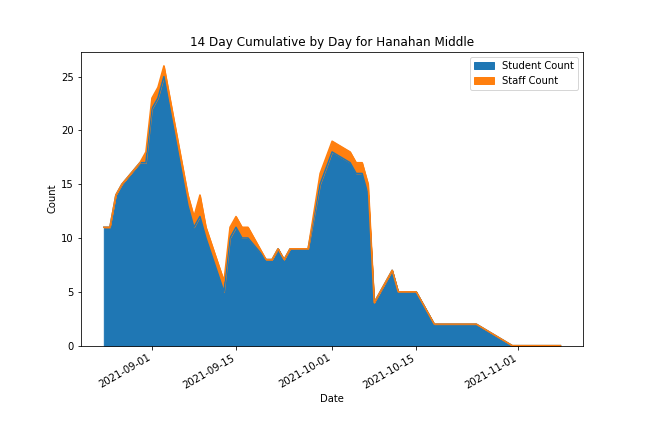 14 Day Cumulative by Day for Hanahan Middle
Student Count
Staff Count
25
20
15
10
5
0
Count
2021-09-01
2021-09-15
2021-10-01
2021-10-15
2021-11-01
Date